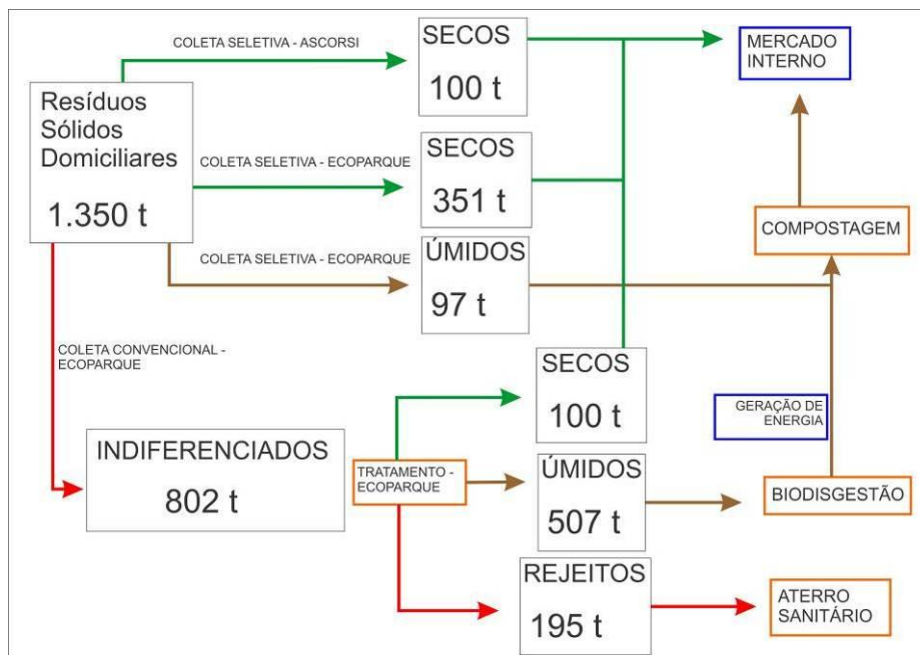 COLETA SELETIVA - ASCORSI
SECOS
100 t
MERCADO
INTERNO
Resíduos
Sólidos
Domiciliares
1.350 t
COLETA SELETIVA - ECOPARQUE
SECOS
351 t
COMPOSTAGEM
COLETA SELETIVA - ECOPARQUE
ÚMIDOS
97 t
COLETA CONVENCIONAL -
ECOPARQUE
SECOS
100 t
GERAÇÃO DE
ENERGIA
INDIFERENCIADOS
802 t
TRATAMENTO -
ECOPARQUE
ÚMIDOS
507 t
BIODISGESTÃO
REJEITOS
195 t
ATERRO
SANITÁRIO